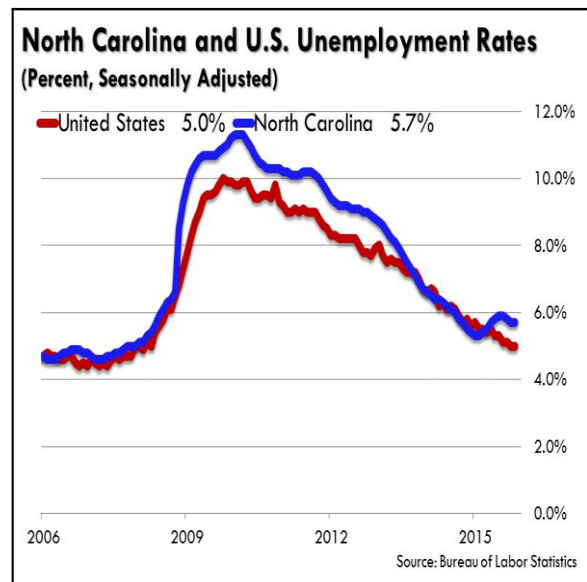 North Carolina and U.S. Unemployment Rates
(Percent, Seasonally Adjusted)
United States 5.0% North Carolina 5.7%
12.0%
10.0%
8.0%
6.0%
4.0%
2.0%
0.0%
2006 2009 2012 2015
Source: Bureau of Labor Statistics